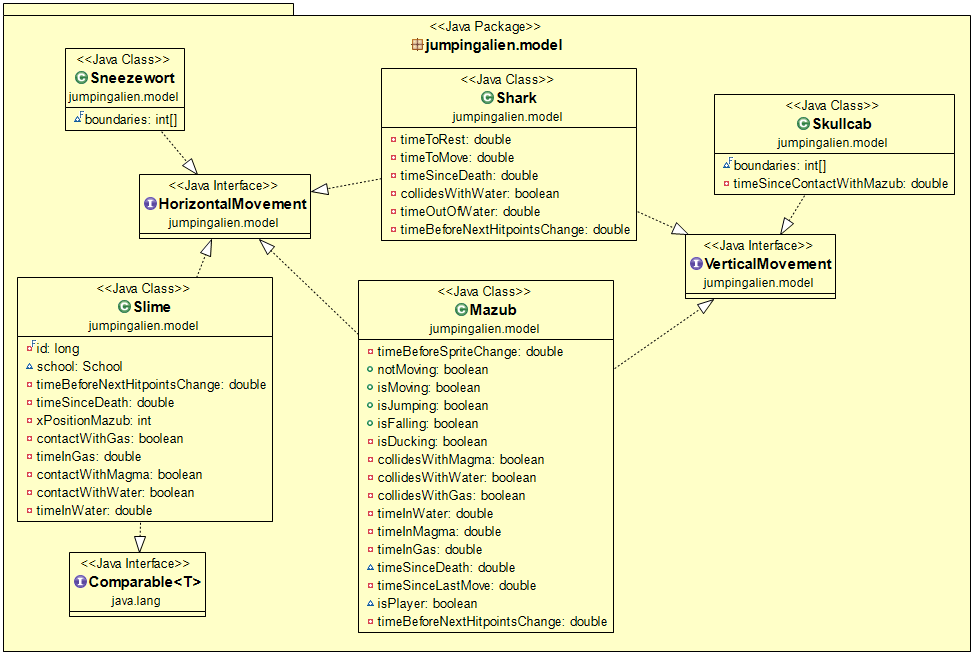 <<Java Package>>
jumpingalien.model
<<Java Class>>
Sneezewort
jumpingalien.model
boundaries: int[]
<<Java Class>>
Shark
jumpingalien.model
timeToRest: double
timeToMove: double
timeSinceDeath: double
collidesWithWater: boolean
timeOutOfWater: double
timeBeforeNextHitpointsChange: double
<<Java Class>>
Skullcab
jumpingalien.model
boundaries: int[]
timeSinceContactWithMazub: double
<<Java Interface>>
HorizontalMovement
jumpingalien.model
<<Java Interface>>
VerticalMovement
jumpingalien.model
<<Java Class>>
Slime
jumpingalien.model
id: long
school: School
timeBeforeNextHitpointsChange: double
timeSinceDeath: double
xPositionMazub: int
contactWithGas: boolean
timeInGas: double
contactWithMagma: boolean
contactWithWater: boolean
timeInWater: double
<<Java Class>>
Mazub
jumpingalien.model
timeBeforeSpriteChange: double
notMoving: boolean
isMoving: boolean
isJumping: boolean
isFalling: boolean
isDucking: boolean
collidesWithMagma: boolean
collidesWithWater: boolean
collidesWithGas: boolean
timeInWater: double
timeInMagma: double
timeInGas: double
timeSinceDeath: double
timeSinceLastMove: double
isPlayer: boolean
timeBeforeNextHitpointsChange: double
<<Java Interface>>
Comparable<T>
java.lang